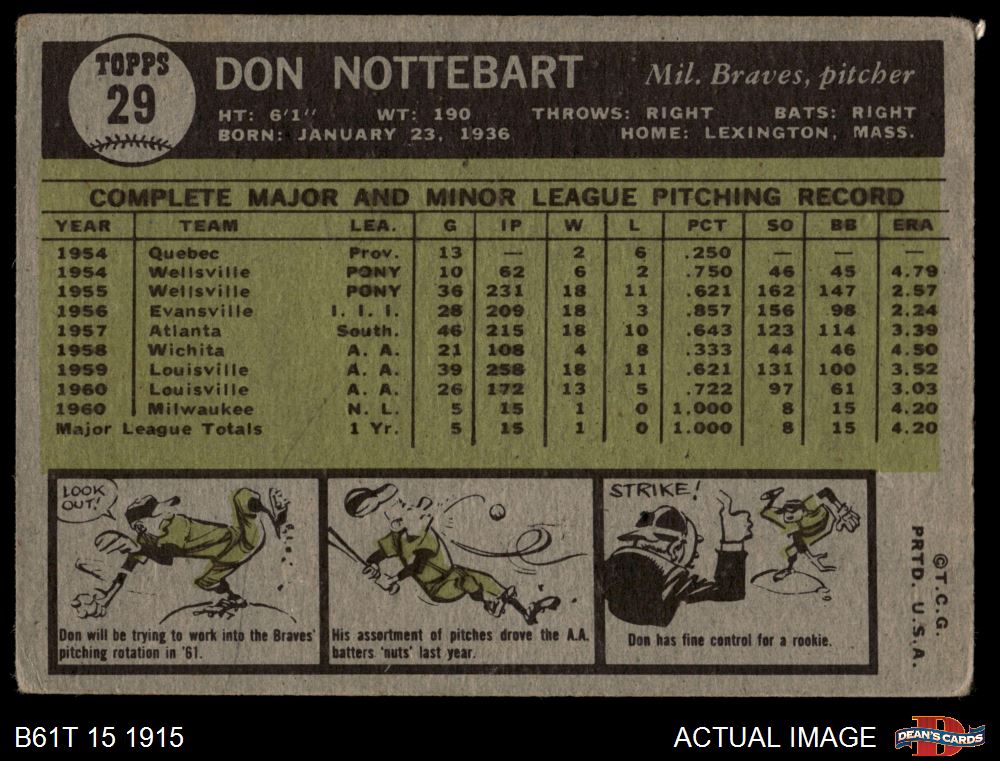 TOPPS
29
DON NOTTEBART
Mil. Braves, pitcher
HT: 6'1" WT: 190 THROWS: RIGHT BATS: RIGHT
BORN: JANUARY 23, 1936 HOME: LEXINGTON, MASS.
COMPLETE MAJOR AND MINOR LEAGUE PITCHING RECORD
YEAR TEAM LEA. G IP W L PCT SO BB ERA
1954 Quebec Prov. 13 — 2 6 .250 — — —
1954 Wellsville PONY 10 62 6 2 .750 46 45 4.79
1955 Wellsville PONY 36 231 18 11 .621 162 147 2.57
1956 Evansville I. I. I. 28 209 18 3 .857 156 98 2.24
1957 Atlanta South. 46 215 18 10 .643 123 114 3.39
1958 Wichita A. A. 21 108 4 8 .333 44 46 4.50
1959 Louisville A. A. 39 258 18 11 .621 131 100 3.52
1960 Louisville A. A. 26 172 13 5 .722 97 61 3.03
1960 Milwaukee N. L. 5 15 1 0 1.000 8 15 4.20
Major League Totals 1 Yr. 5 15 1 0 1.000 8 15 4.20
LOOK
OUT!
Don will be trying to work into the Braves'
pitching rotation in '61.
His assortment of pitches drove the A.A.
batters 'nuts' last year.
STRIKE!
Don has fine control for a rookie.
©T.C.G.
PRTD. U.S.A.
B61T 15 1915
ACTUAL IMAGE
DEAN'S CARDS